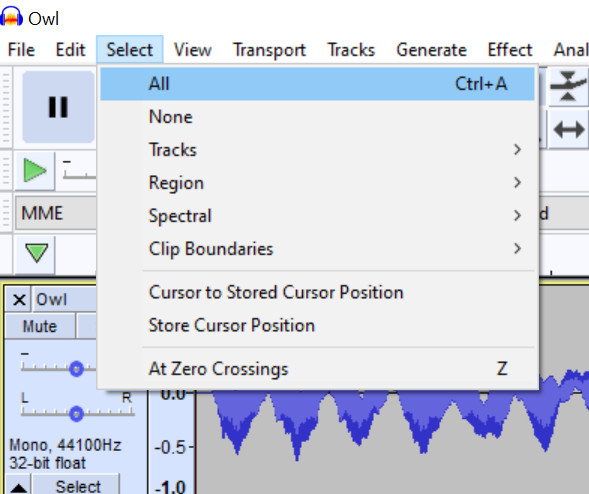 Owl
File Edit Select View Transport Tracks Generate Effect Anal
All Ctrl+A
None
Tracks
Region
Spectral
Clip Boundaries
Cursor to Stored Cursor Position
Store Cursor Position
At Zero Crossings Z
MME d
× Owl
Mute
L R
Mono, 44100Hz
32-bit float
Select
0.0
-0.5
-1.0